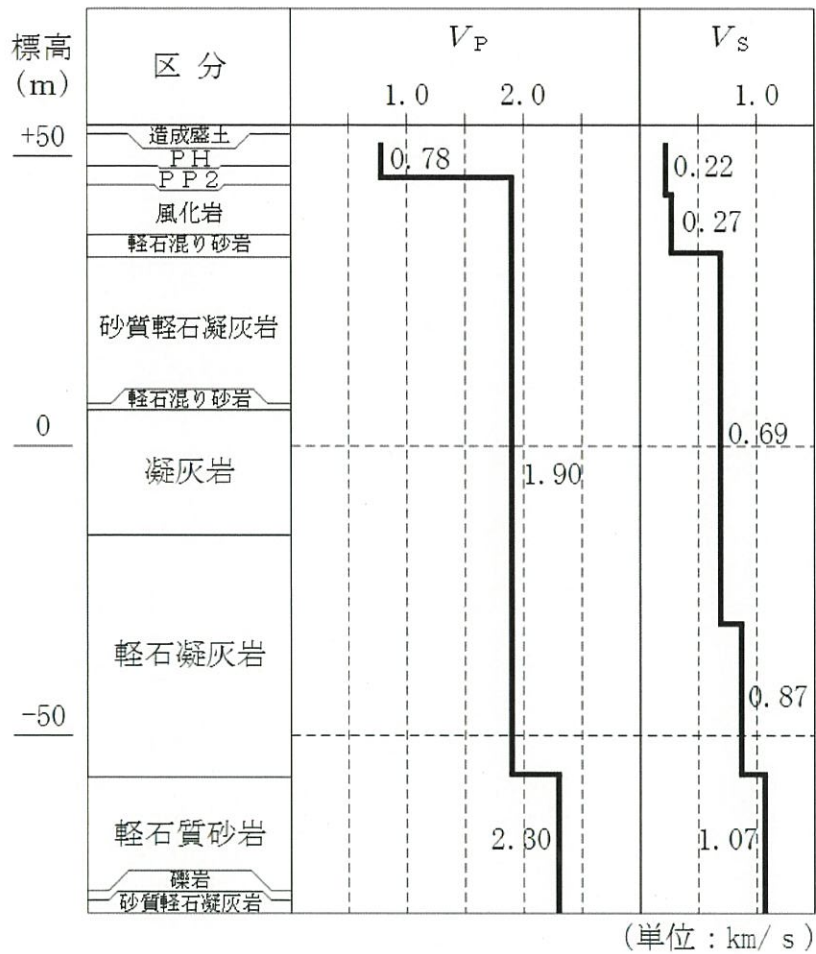 標高
(m)
区 分
VP
VS
1.0
2.0
1.0
+50
造成盛土
PH
PP2
風化岩
軽石混り砂岩
砂質軽石凝灰岩
軽石混り砂岩
0
凝灰岩
軽石凝灰岩
-50
軽石質砂岩
礫岩
砂質軽石凝灰岩
0.78
1.90
2.30
0.22
0.27
0.69
0.87
1.07
(単位：km/s)